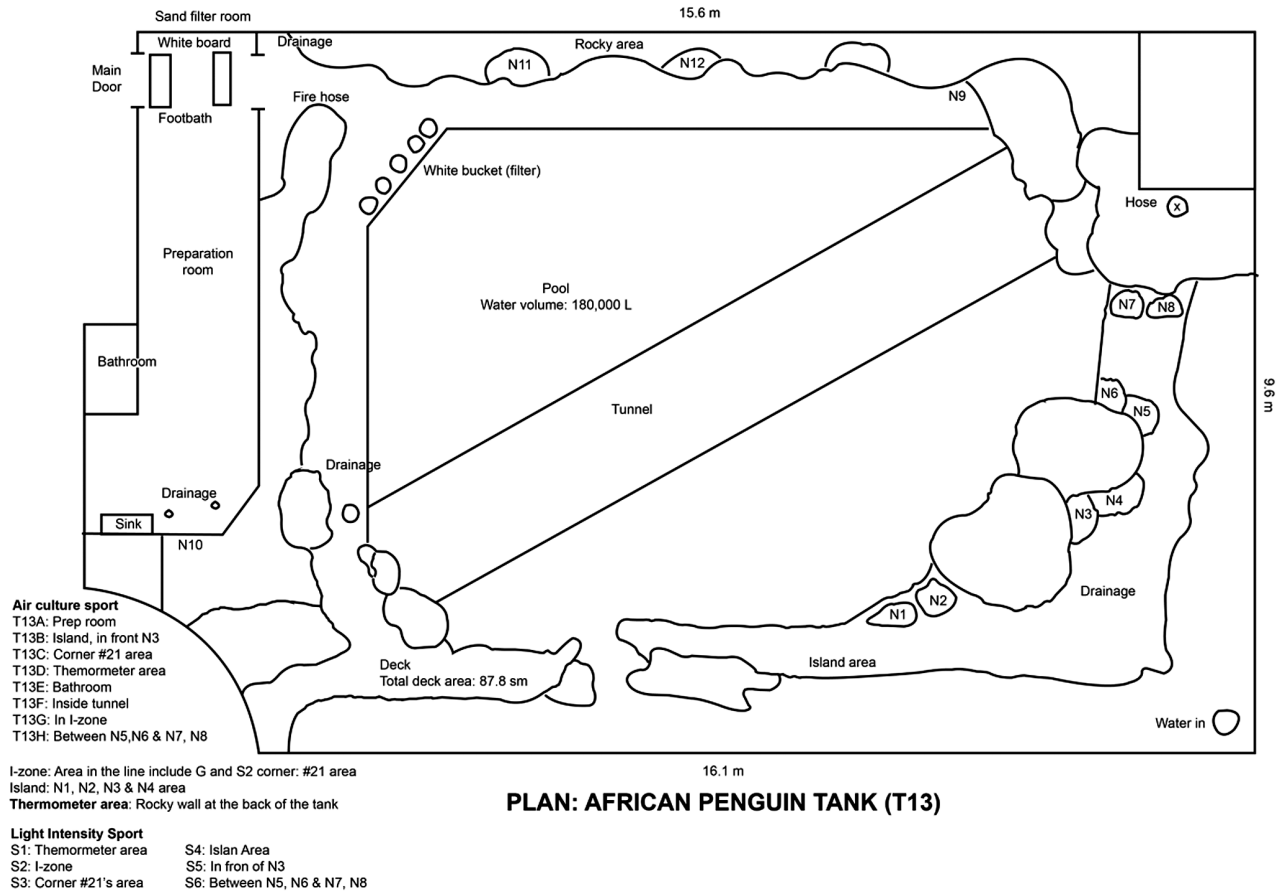 Sand filter room
15.6 m
White board
Drainage
Rocky area
Main
Door
N11
N12
N9
Fire hose
Footbath
White bucket (filter)
Hose
x
Preparation
room
Pool
Water volume: 180,000 L
N7
N8
Bathroom
9.6 m
N6
N5
Tunnel
Drainage
Drainage
N4
N3
Sink
N10
Drainage
N2
N1
Air culture sport
T13A: Prep room
T13B: Island, in front N3
T13C: Corner #21 area
T13D: Themormeter area
T13E: Bathroom
T13F: Inside tunnel
T13G: In I-zone
T13H: Between N5,N6 & N7, N8
Deck
Total deck area: 87.8 sm
Island area
Water in
I-zone: Area in the line include G and S2 corner: #21 area
Island: N1, N2, N3 & N4 area
Thermometer area: Rocky wall at the back of the tank
16.1 m
PLAN: AFRICAN PENGUIN TANK (T13)
Light Intensity Sport
S1: Themormeter area
S2: I-zone
S3: Corner #21's area
S4: Islan Area
S5: In fron of N3
S6: Between N5, N6 & N7, N8